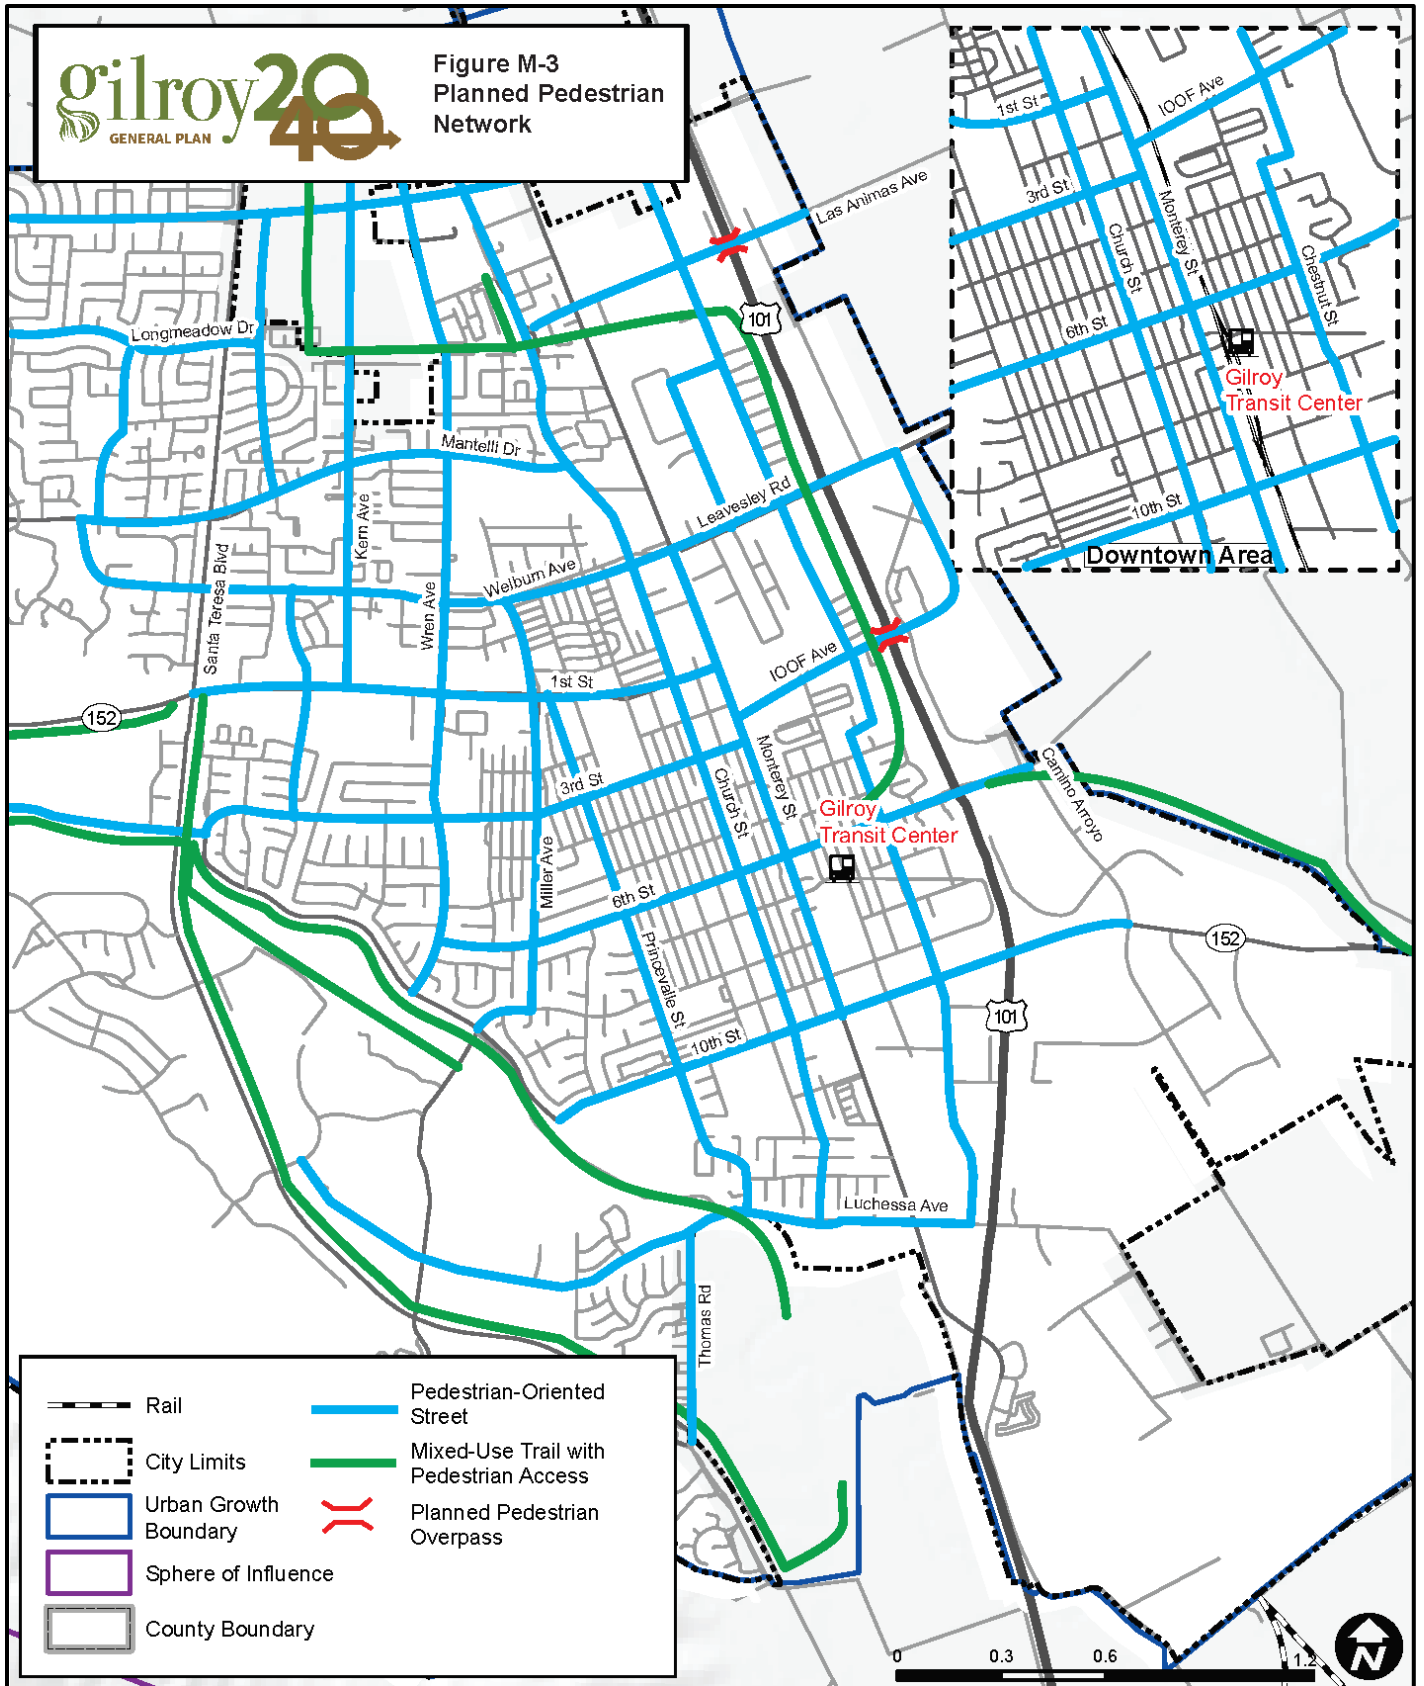 gilroy2040
GENERAL PLAN
Figure M-3
Planned Pedestrian
Network
1st St
IOOF Ave
3rd St
Monterey St
Church St
Chestnut St
6th St
Gilroy
Transit Center
10th St
Downtown Area
Las Animas Ave
101
Longmeadow Dr
Mantelli Dr
Leavesley Rd
Kern Ave
Santa Teresa Blvd
Welburn Ave
Wren Ave
IOOF Ave
1st St
152
Monterey St
Camino Arroyo
3rd St
Church St
Gilroy
Transit Center
Miller Ave
6th St
Princevalle St
152
101
10th St
Luchessa Ave
Thomas Rd
Rail
City Limits
Urban Growth
Boundary
Sphere of Influence
County Boundary
Pedestrian-Oriented
Street
Mixed-Use Trail with
Pedestrian Access
Planned Pedestrian
Overpass
0 0.3 0.6 1.2
N